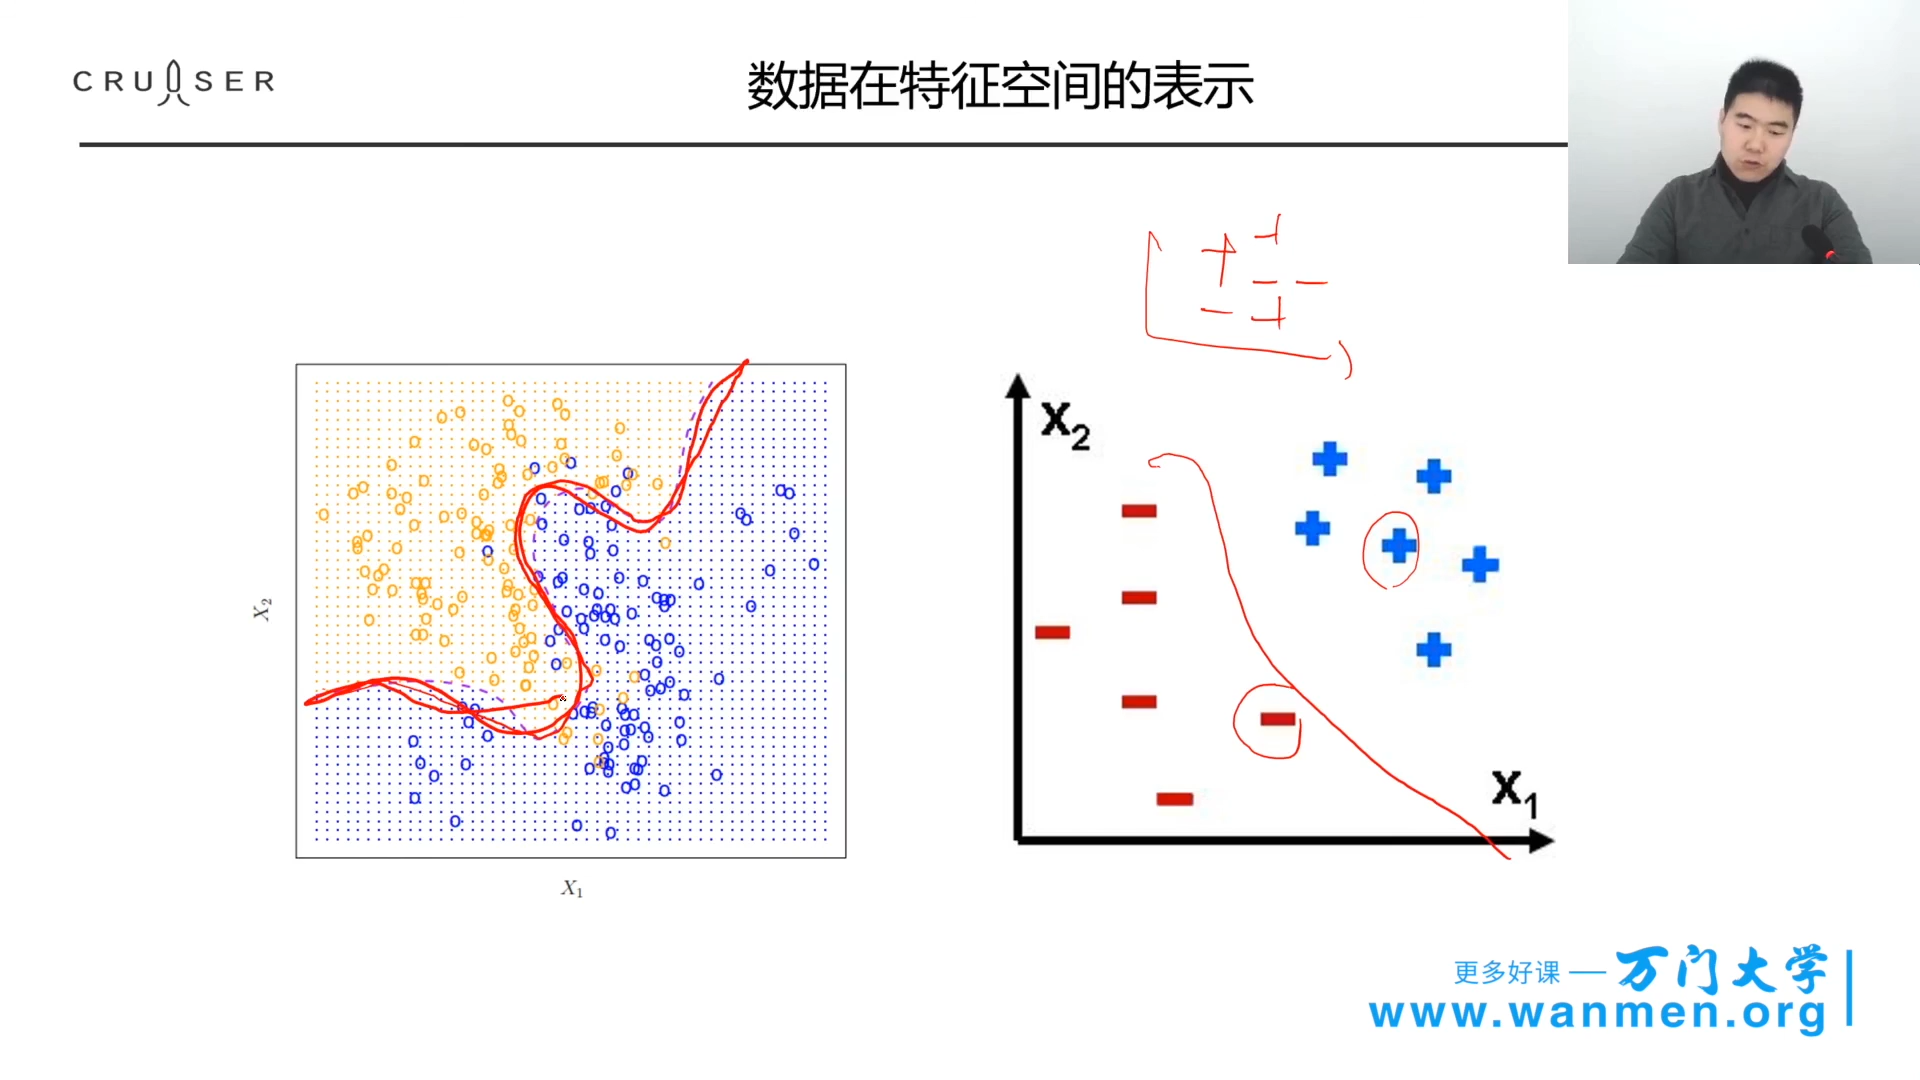 CRUISER
数据在特征空间的表示
X₂
X₁
X₂
X₁
更多好课 — 万门大学
www.wanmen.org